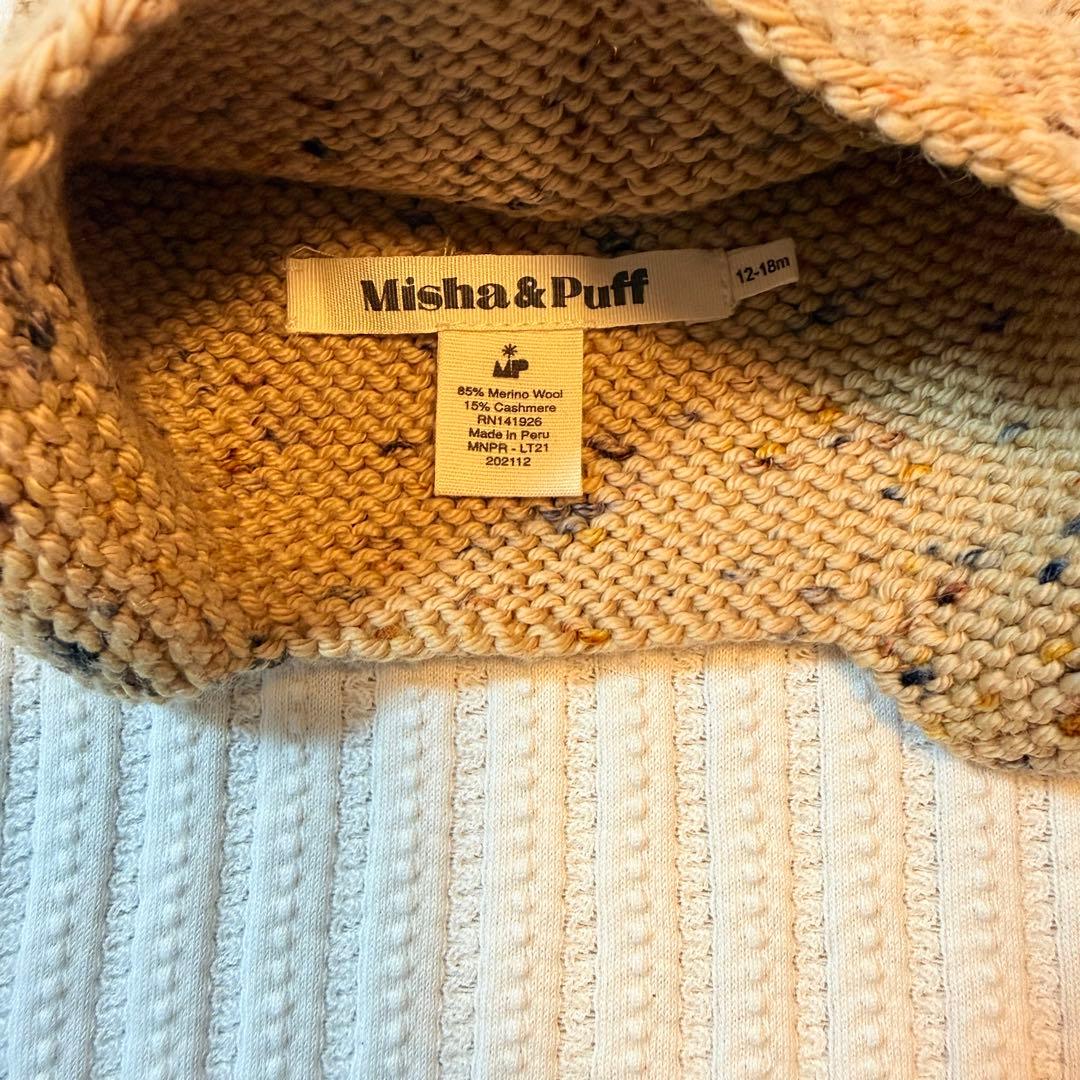 Misha&Puff
12-18m
MP
85% Merino Wool
15% Cashmere
RN141926
Made in Peru
MNPR - LT21
202112